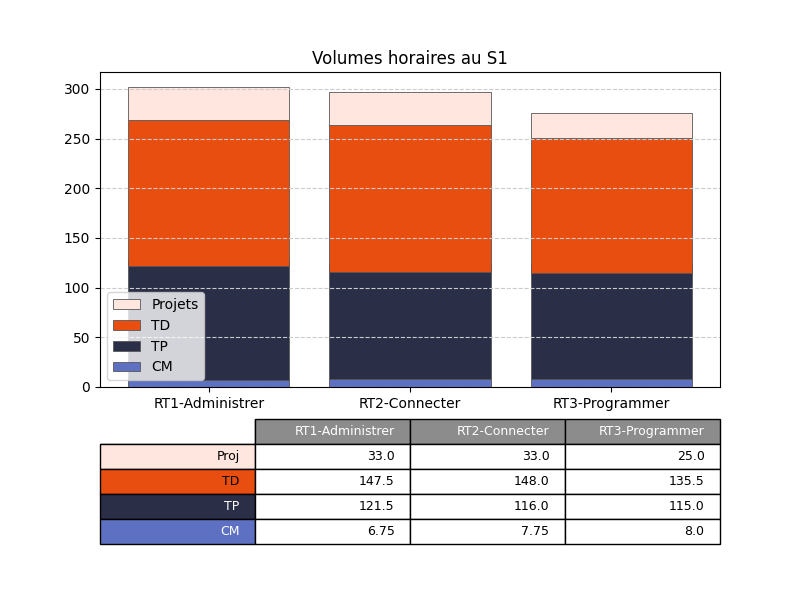 Volumes horaires au S1
300
250
200
150
100
50
0
Projets
TD
TP
CM
RT1-Administrer RT2-Connecter RT3-Programmer
RT1-Administrer RT2-Connecter RT3-Programmer
Proj 33.0 33.0 25.0
TD 147.5 148.0 135.5
TP 121.5 116.0 115.0
CM 6.75 7.75 8.0